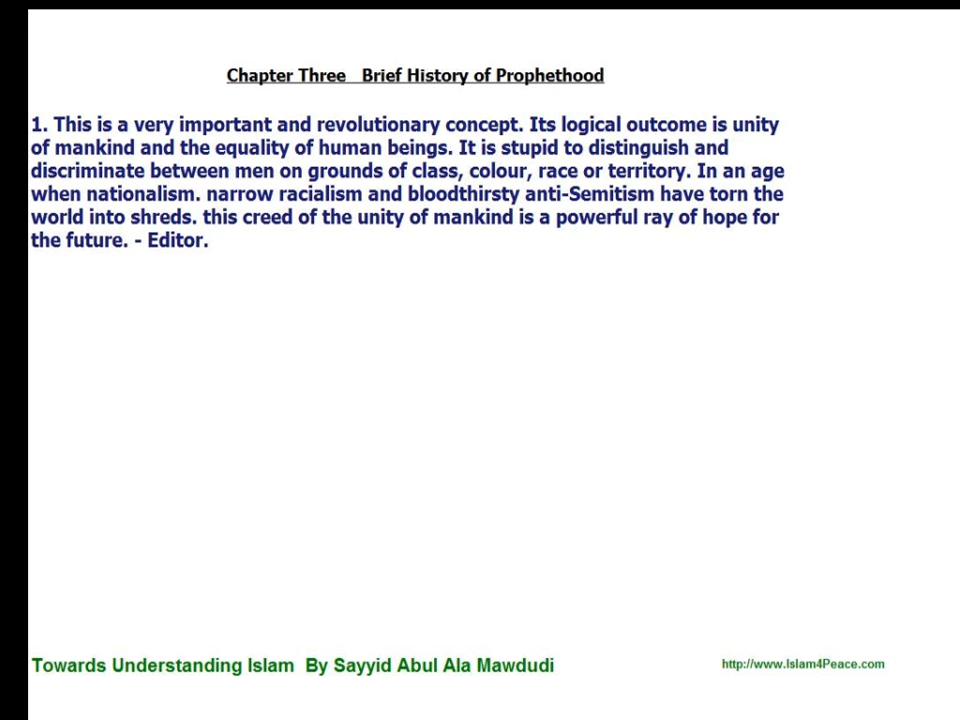 Chapter Three   Brief History of Prophethood
1. This is a very important and revolutionary concept. Its logical outcome is unity
of mankind and the equality of human beings. It is stupid to distinguish and
discriminate between men on grounds of class, colour, race or territory. In an age
when nationalism. narrow racialism and bloodthirsty anti-Semitism have torn the
world into shreds. this creed of the unity of mankind is a powerful ray of hope for
the future. - Editor.
Towards Understanding Islam  By Sayyid Abul Ala Mawdudi
http://www.Islam4Peace.com